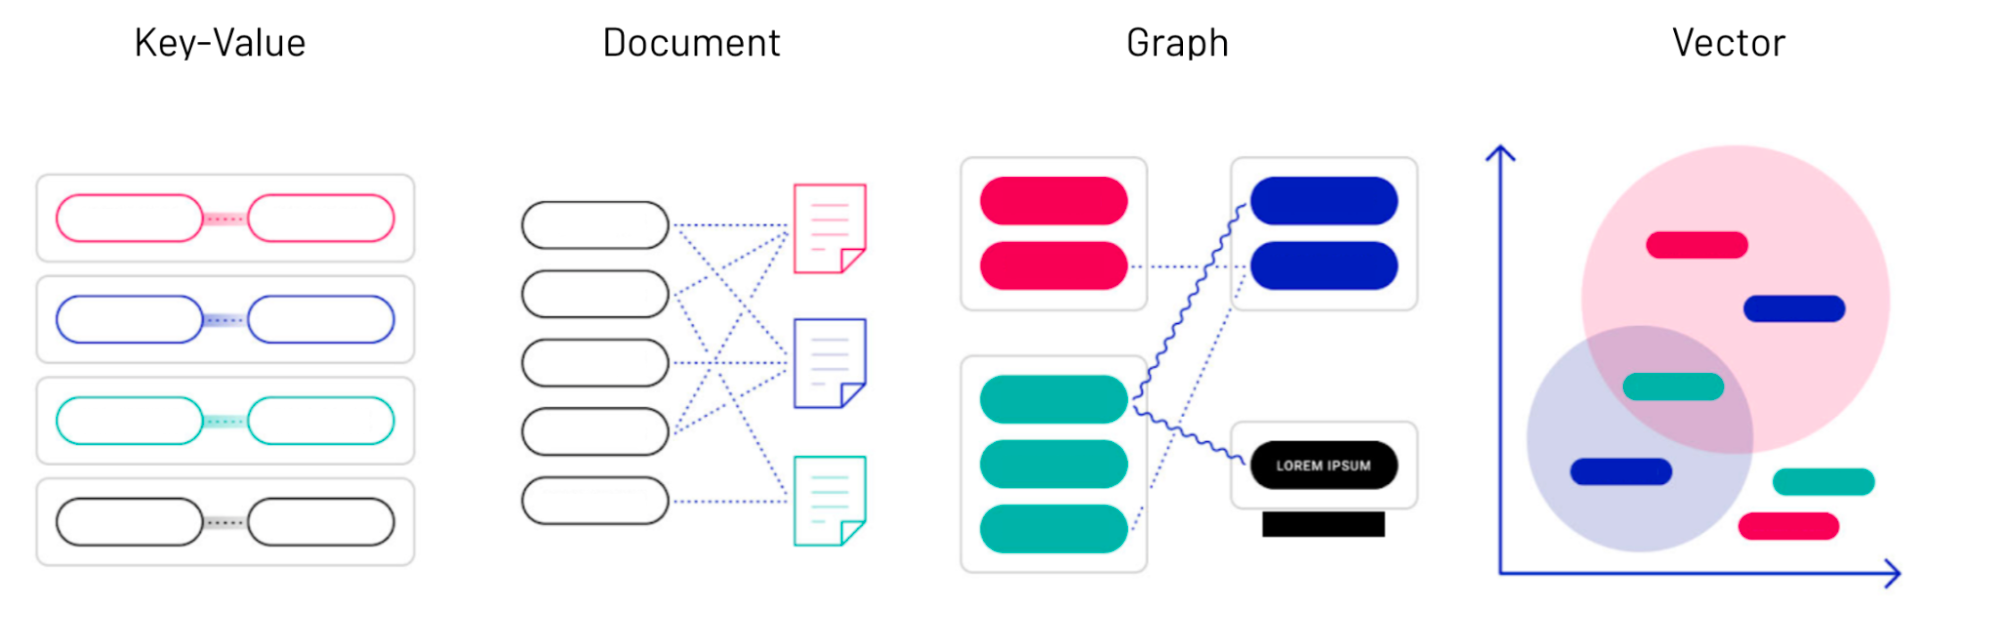 Key-Value
Document
Graph
Vector
LOREM IPSUM